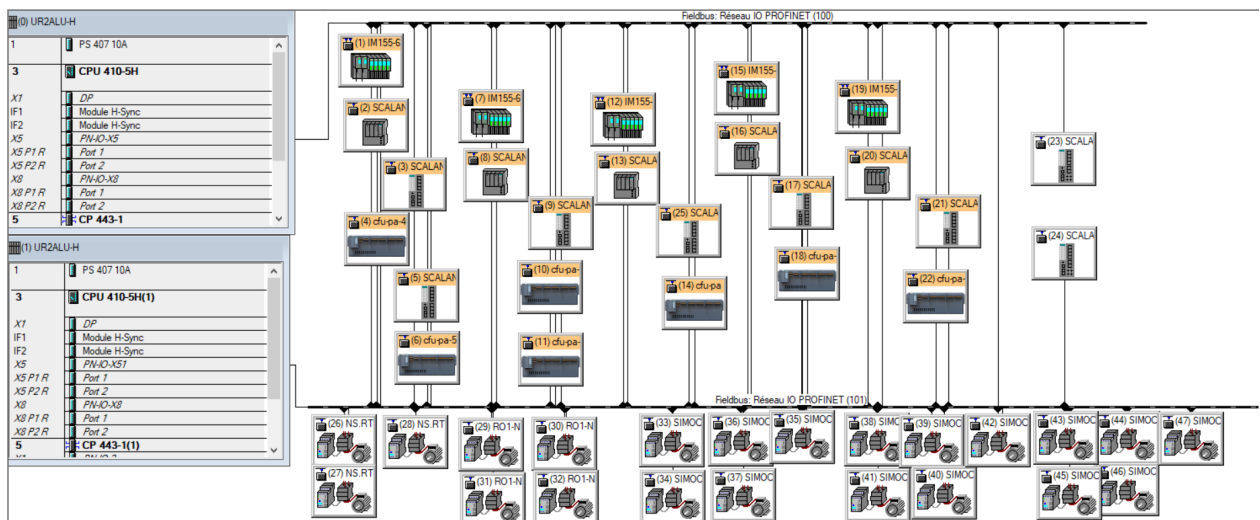 (0) UR2ALU-H
1 PS 407 10A
3 CPU 410-5H
X1 DP
IF1 Module H-Sync
IF2 Module H-Sync
X5 PN-IO-X5
X5 P1 R Port 1
X5 P2 R Port 2
X8 PN-IO-X8
X8 P1 R Port 1
X8 P2 R Port 2
5 CP 443-1
(1) UR2ALU-H
1 PS 407 10A
3 CPU 410-5H(1)
X1 DP
IF1 Module H-Sync
IF2 Module H-Sync
X5 PN-IO-X51
X5 P1 R Port 1
X5 P2 R Port 2
X8 PN-IO-X8
X8 P1 R Port 1
X8 P2 R Port 2
5 CP 443-1(1)
Fieldbus: Réseau IO PROFINET (100)
(1) IM155-6
(2) SCALAN
(3) SCALAN
(4) cfu-pa-4
(5) SCALAN
(6) cfu-pa-5
(7) IM155-6
(8) SCALAN
(9) SCALAN
(10) cfu-pa-
(11) cfu-pa-
(12) IM155-
(13) SCALA
(25) SCALA
(14) cfu-pa
(15) IM155-
(16) SCALA
(17) SCALA
(18) cfu-pa-
(19) IM155-
(20) SCALA
(21) SCALA
(22) cfu-pa-
(23) SCALA
(24) SCALA
Fieldbus: Réseau IO PROFINET (101)
(26) NS.RT
(28) NS.RT
(29) RO1-N
(30) RO1-N
(33) SIMOC
(36) SIMOC
(35) SIMOC
(38) SIMOC
(39) SIMOC
(42) SIMOC
(43) SIMOC
(44) SIMOC
(47) SIMOC
(27) NS.RT
(31) RO1-N
(32) RO1-N
(34) SIMOC
(37) SIMOC
(41) SIMOC
(40) SIMOC
(45) SIMOC
(46) SIMOC